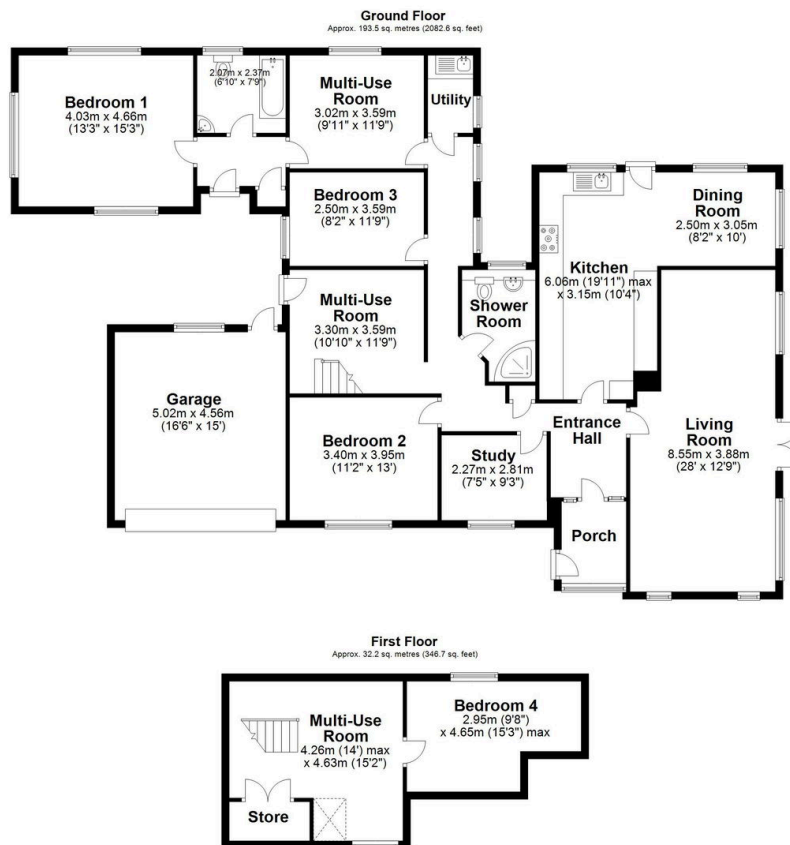 Ground Floor
Approx. 193.5 sq. metres (2082.6 sq. feet)
Bedroom 1
4.03m x 4.66m
(13'3" x 15'3")
2.07m x 2.37m
(6'10" x 7'9")
Multi-Use
Room
3.02m x 3.59m
(9'11" x 11'9")
Utility
Bedroom 3
2.50m x 3.59m
(8'2" x 11'9")
Dining
Room
2.50m x 3.05m
(8'2" x 10')
Kitchen
6.06m (19'11") max
x 3.15m (10'4")
Multi-Use
Room
3.30m x 3.59m
(10'10" x 11'9")
Shower
Room
Garage
5.02m x 4.56m
(16'6" x 15')
Bedroom 2
3.40m x 3.95m
(11'2" x 13')
Study
2.27m x 2.81m
(7'5" x 9'3")
Entrance
Hall
Living
Room
8.55m x 3.88m
(28' x 12'9")
Porch
First Floor
Approx. 32.2 sq. metres (346.7 sq. feet)
Multi-Use
Room
4.26m (14') max
x 4.63m (15'2")
Bedroom 4
2.95m (9'8")
x 4.65m (15'3") max
Store